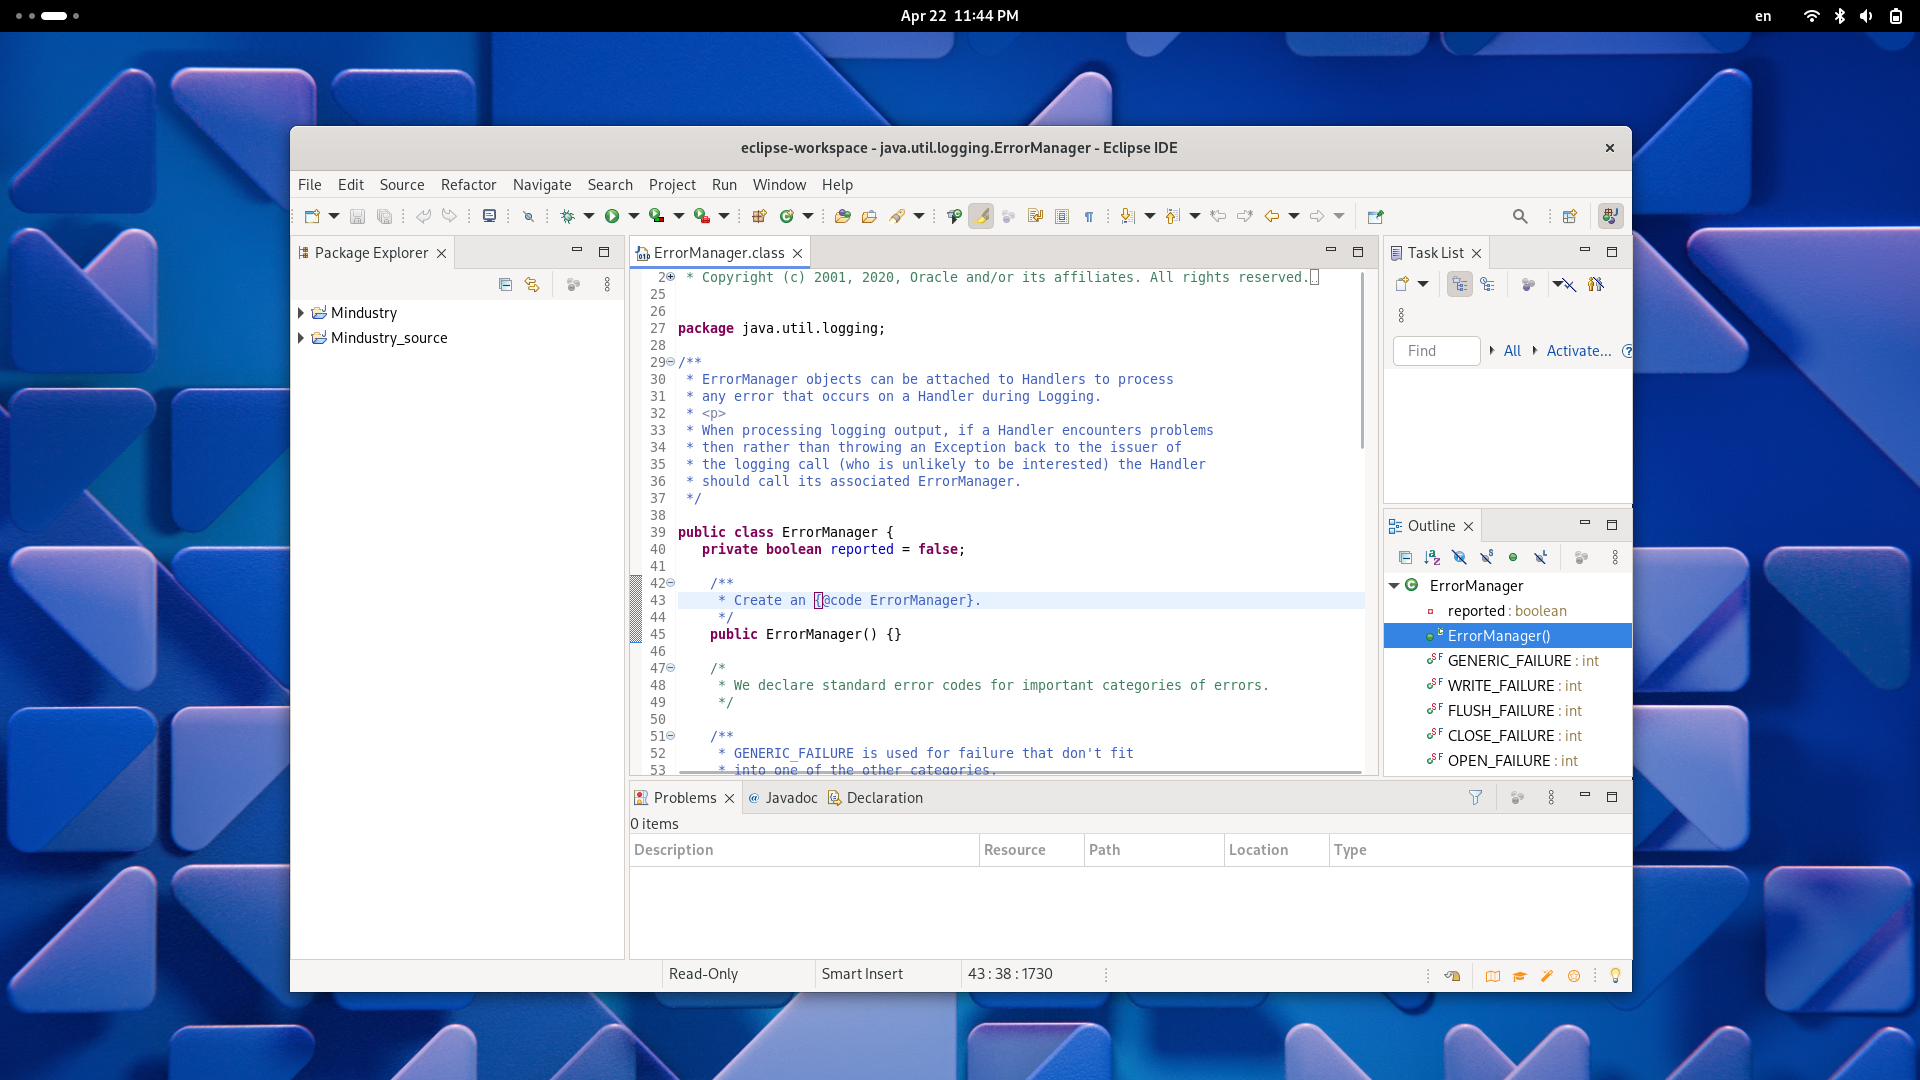 Apr 22 11:44 PM
en
eclipse-workspace - java.util.logging.ErrorManager - Eclipse IDE
File Edit Source Refactor Navigate Search Project Run Window Help
Package Explorer
Mindustry
Mindustry_source
ErrorManager.class
2 * Copyright (c) 2001, 2020, Oracle and/or its affiliates. All rights reserved.
25
26
27 package java.util.logging;
28
29 /**
30 * ErrorManager objects can be attached to Handlers to process
31 * any error that occurs on a Handler during Logging.
32 * <p>
33 * When processing logging output, if a Handler encounters problems
34 * then rather than throwing an Exception back to the issuer of
35 * the logging call (who is unlikely to be interested) the Handler
36 * should call its associated ErrorManager.
37 */
38
39 public class ErrorManager {
40 private boolean reported = false;
41
42 /**
43 * Create an {@code ErrorManager}.
44 */
45 public ErrorManager() {}
46
47 /*
48 * We declare standard error codes for important categories of errors.
49 */
50
51 /**
52 * GENERIC_FAILURE is used for failure that don't fit
53 * into one of the other categories.
Task List
Find All Activate...
Outline
ErrorManager
reported : boolean
ErrorManager()
GENERIC_FAILURE : int
WRITE_FAILURE : int
FLUSH_FAILURE : int
CLOSE_FAILURE : int
OPEN_FAILURE : int
Problems Javadoc Declaration
0 items
Description Resource Path Location Type
Read-Only Smart Insert 43 : 38 : 1730